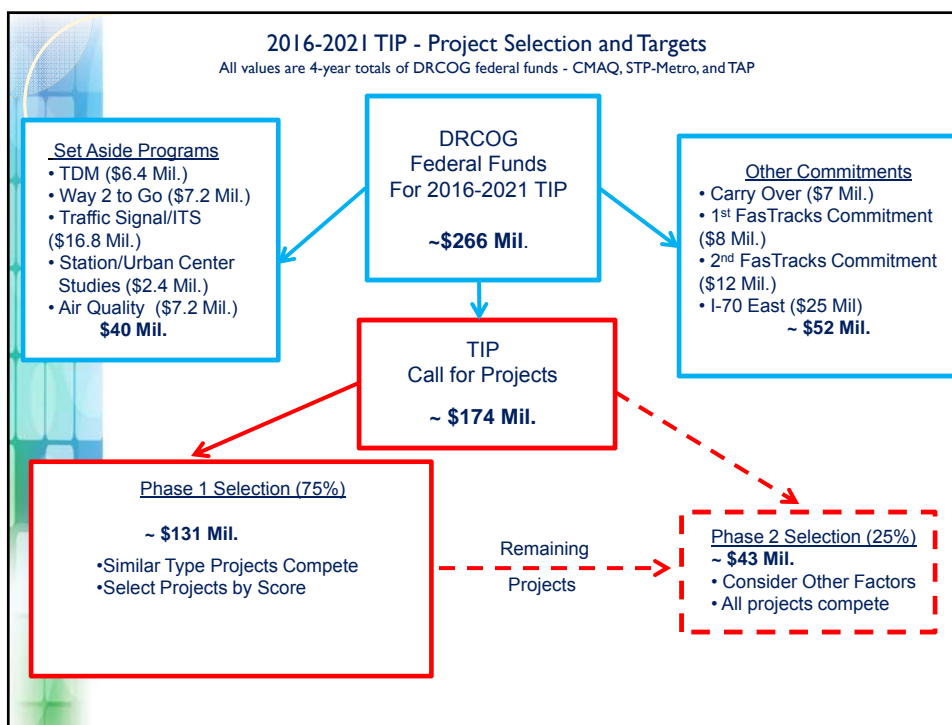 2016-2021 TIP - Project Selection and Targets
All values are 4-year totals of DRCOG federal funds - CMAQ, STP-Metro, and TAP
Set Aside Programs
• TDM ($6.4 Mil.)
• Way 2 to Go ($7.2 Mil.)
• Traffic Signal/ITS
($16.8 Mil.)
• Station/Urban Center
Studies ($2.4 Mil.)
• Air Quality ($7.2 Mil.)
$40 Mil.
DRCOG
Federal Funds
For 2016-2021 TIP
~$266 Mil.
Other Commitments
• Carry Over ($7 Mil.)
• 1st FasTracks Commitment
($8 Mil.)
• 2nd FasTracks Commitment
($12 Mil.)
• I-70 East ($25 Mil)
~ $52 Mil.
TIP
Call for Projects
~ $174 Mil.
Phase 1 Selection (75%)
~ $131 Mil.
•Similar Type Projects Compete
•Select Projects by Score
Remaining
Projects
Phase 2 Selection (25%)
~ $43 Mil.
• Consider Other Factors
• All projects compete